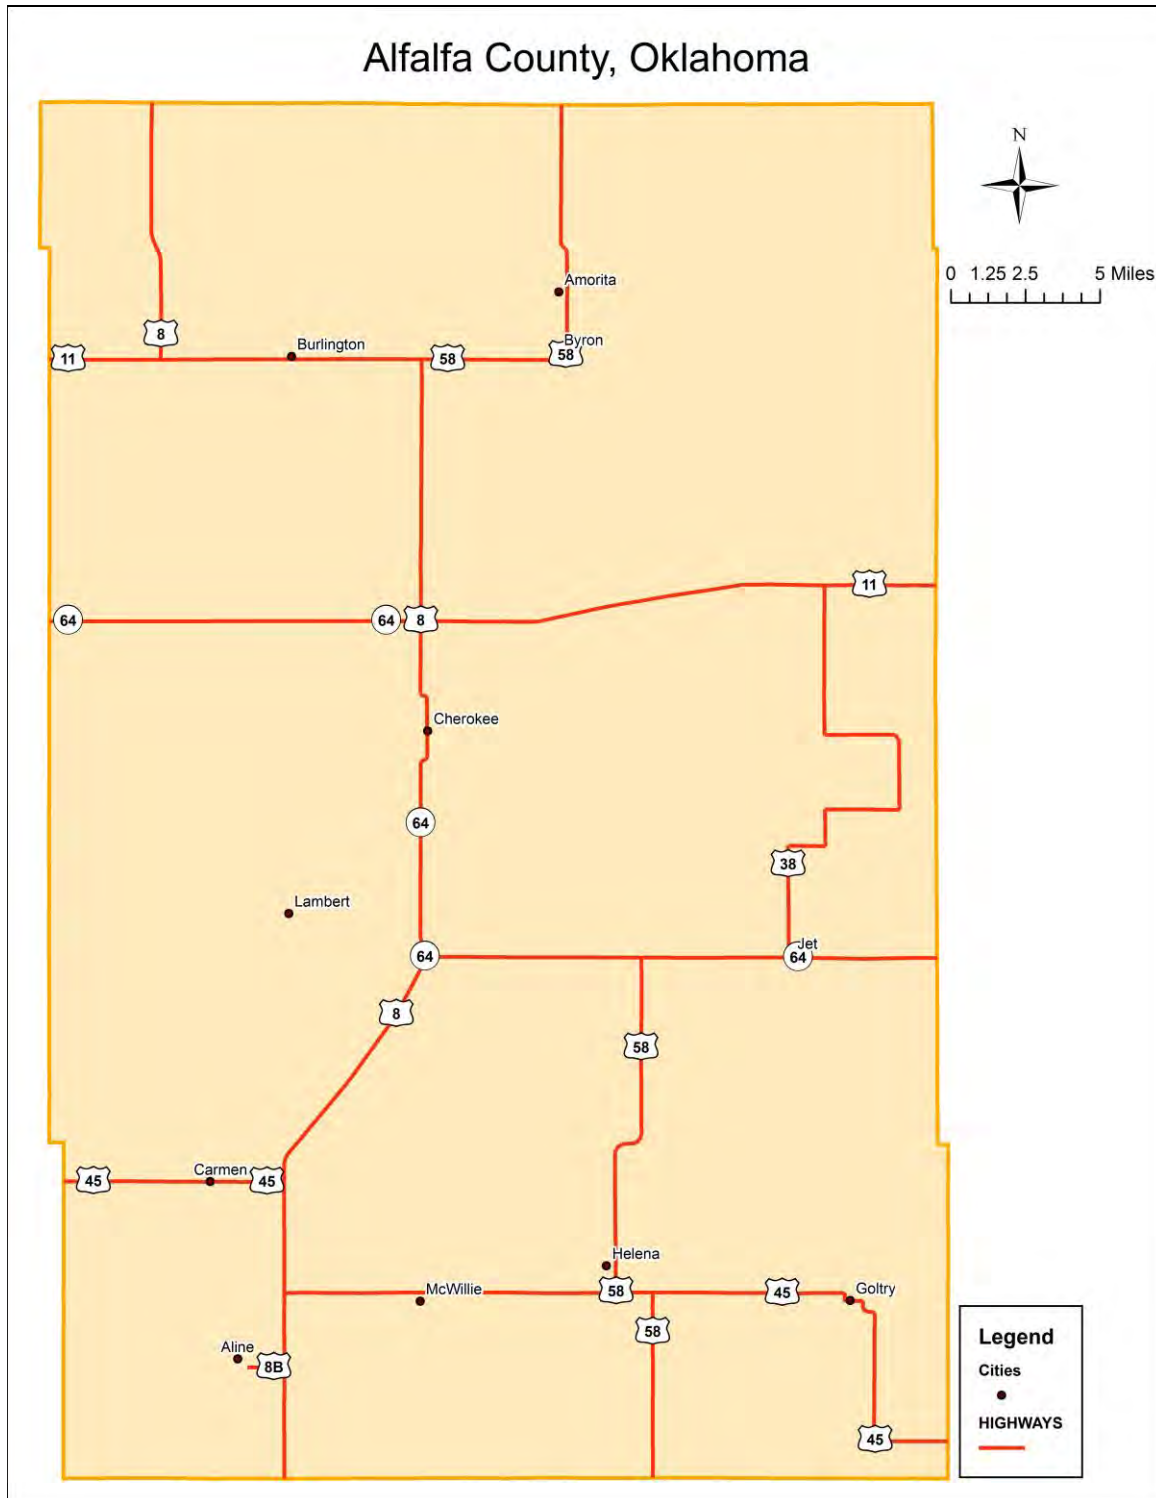 Alfalfa County, Oklahoma
N
0 1.25 2.5 5 Miles
Amorita
8
Byron
Burlington
11
58
58
11
64
64
8
Cherokee
64
38
Lambert
Jet
64
64
8
58
Carmen
45
45
Helena
McWillie
58
45
Goltry
58
Aline
8B
45
Legend
Cities
HIGHWAYS